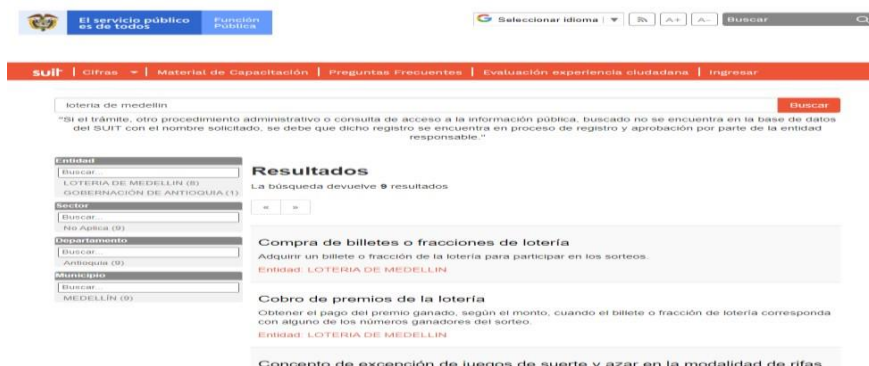 El servicio público
es de todos
Función
Pública
Seleccionar idioma ▼
A+
A-
Buscar
suit | Cifras ▼ | Material de Capacitación | Preguntas Frecuentes | Evaluación experiencia ciudadana | Ingresar
loteria de medellin
Buscar
"Si el trámite, otro procedimiento administrativo o consulta de acceso a la información pública, buscado no se encuentra en la base de datos
del SUIT con el nombre solicitado, se debe que dicho registro se encuentra en proceso de registro y aprobación por parte de la entidad
responsable."
Entidad
Buscar...
LOTERIA DE MEDELLIN (8)
GOBERNACIÓN DE ANTIOQUIA (1)
Sector
Buscar...
No Aplica (9)
Departamento
Buscar...
Antioquia (9)
Municipio
Buscar...
MEDELLÍN (9)
Resultados
La búsqueda devuelve 9 resultados
« »
Compra de billetes o fracciones de lotería
Adquirir un billete o fracción de la lotería para participar en los sorteos.
Entidad: LOTERIA DE MEDELLIN
Cobro de premios de la lotería
Obtener el pago del premio ganado, según el monto, cuando el billete o fracción de lotería corresponda
con alguno de los números ganadores del sorteo.
Entidad: LOTERIA DE MEDELLIN
Concepto de excepción de juegos de suerte y azar en la modalidad de rifas